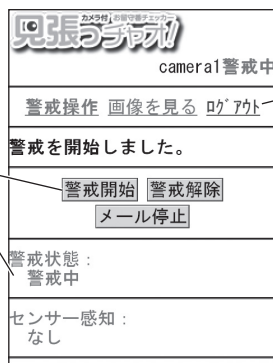 カメラ付 お留守番チェッカー
見張っチャオ!
camera1警戒中
警戒操作 画像を見る ログアウト
警戒を開始しました。
警戒開始 警戒解除
メール停止
警戒状態：
警戒中
センサー感知：
なし